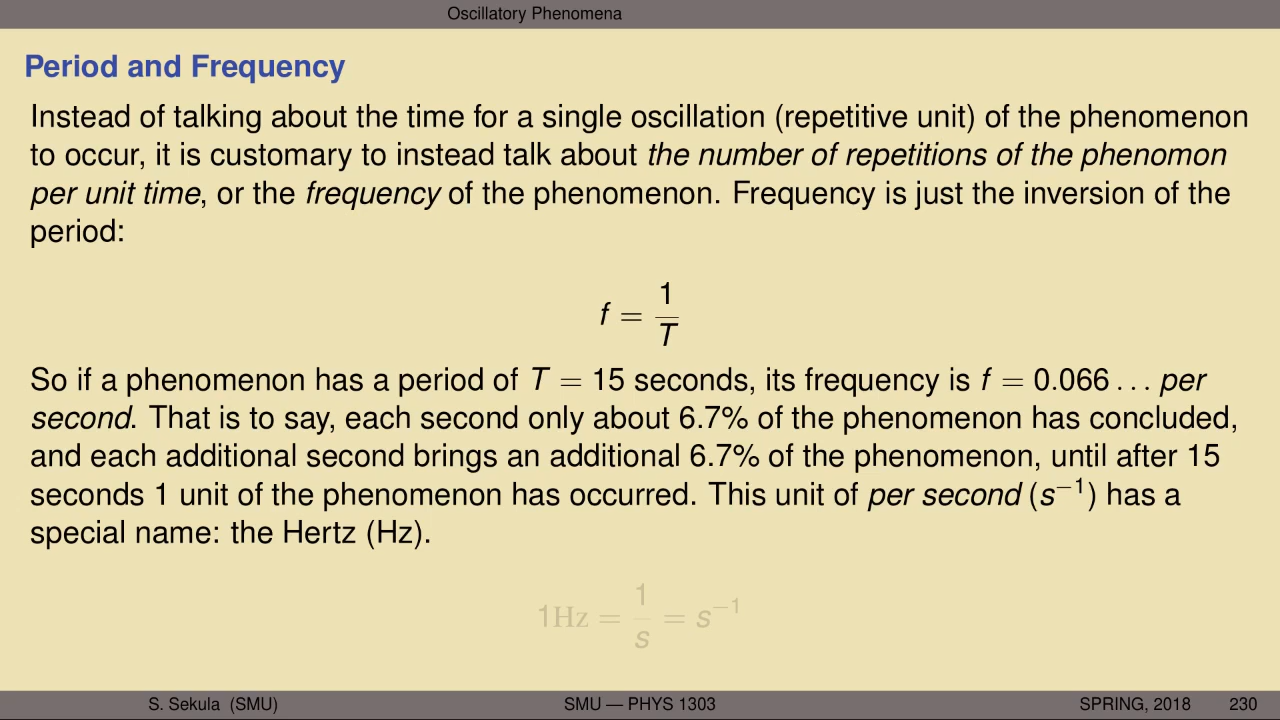 Oscillatory Phenomena
Period and Frequency
Instead of talking about the time for a single oscillation (repetitive unit) of the phenomenon
to occur, it is customary to instead talk about the number of repetitions of the phenomon
per unit time, or the frequency of the phenomenon. Frequency is just the inversion of the
period:
f = 1/T
So if a phenomenon has a period of T = 15 seconds, its frequency is f = 0.066 . . . per
second. That is to say, each second only about 6.7% of the phenomenon has concluded,
and each additional second brings an additional 6.7% of the phenomenon, until after 15
seconds 1 unit of the phenomenon has occurred. This unit of per second (s⁻¹) has a
special name: the Hertz (Hz).
1Hz = 1/s = s⁻¹
S. Sekula (SMU) SMU — PHYS 1303 SPRING, 2018 230